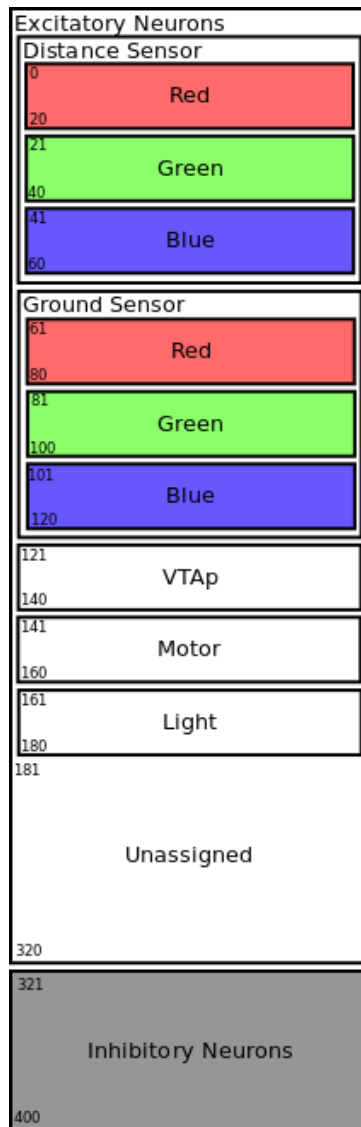 Excitatory Neurons
Distance Sensor
0
Red
20
21
Green
40
41
Blue
60
Ground Sensor
61
Red
80
81
Green
100
101
Blue
120
121
VTAp
140
141
Motor
160
161
Light
180
181
Unassigned
320
321
Inhibitory Neurons
400